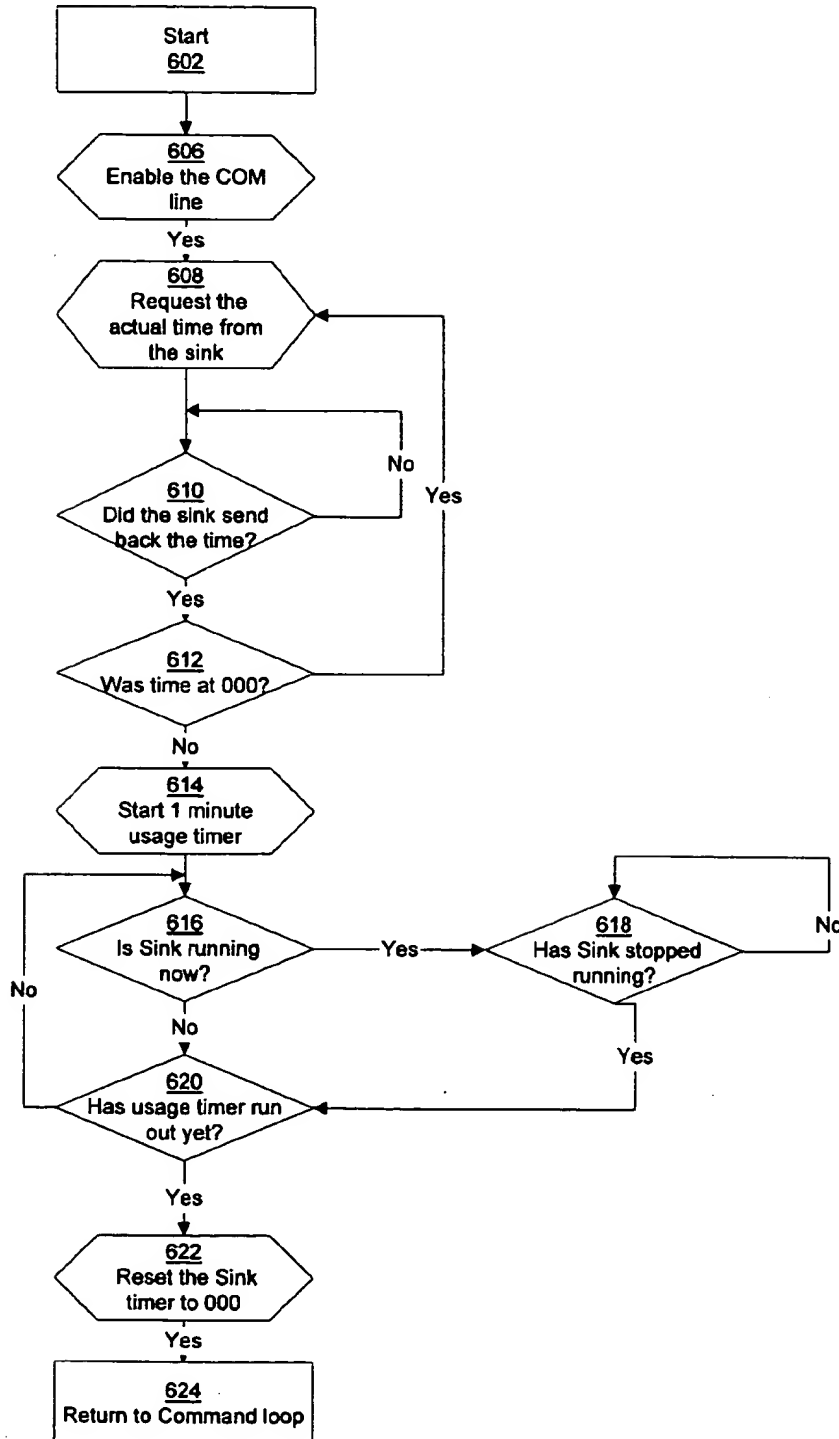 Start
602
606
Enable the COM
line
Yes
608
Request the
actual time from
the sink
No
Yes
610
Did the sink send
back the time?
Yes
612
Was time at 000?
No
614
Start 1 minute
usage timer
616
Is Sink running
now?
Yes
618
Has Sink stopped
running?
No
No
No
Yes
620
Has usage timer run
out yet?
Yes
622
Reset the Sink
timer to 000
Yes
624
Return to Command loop